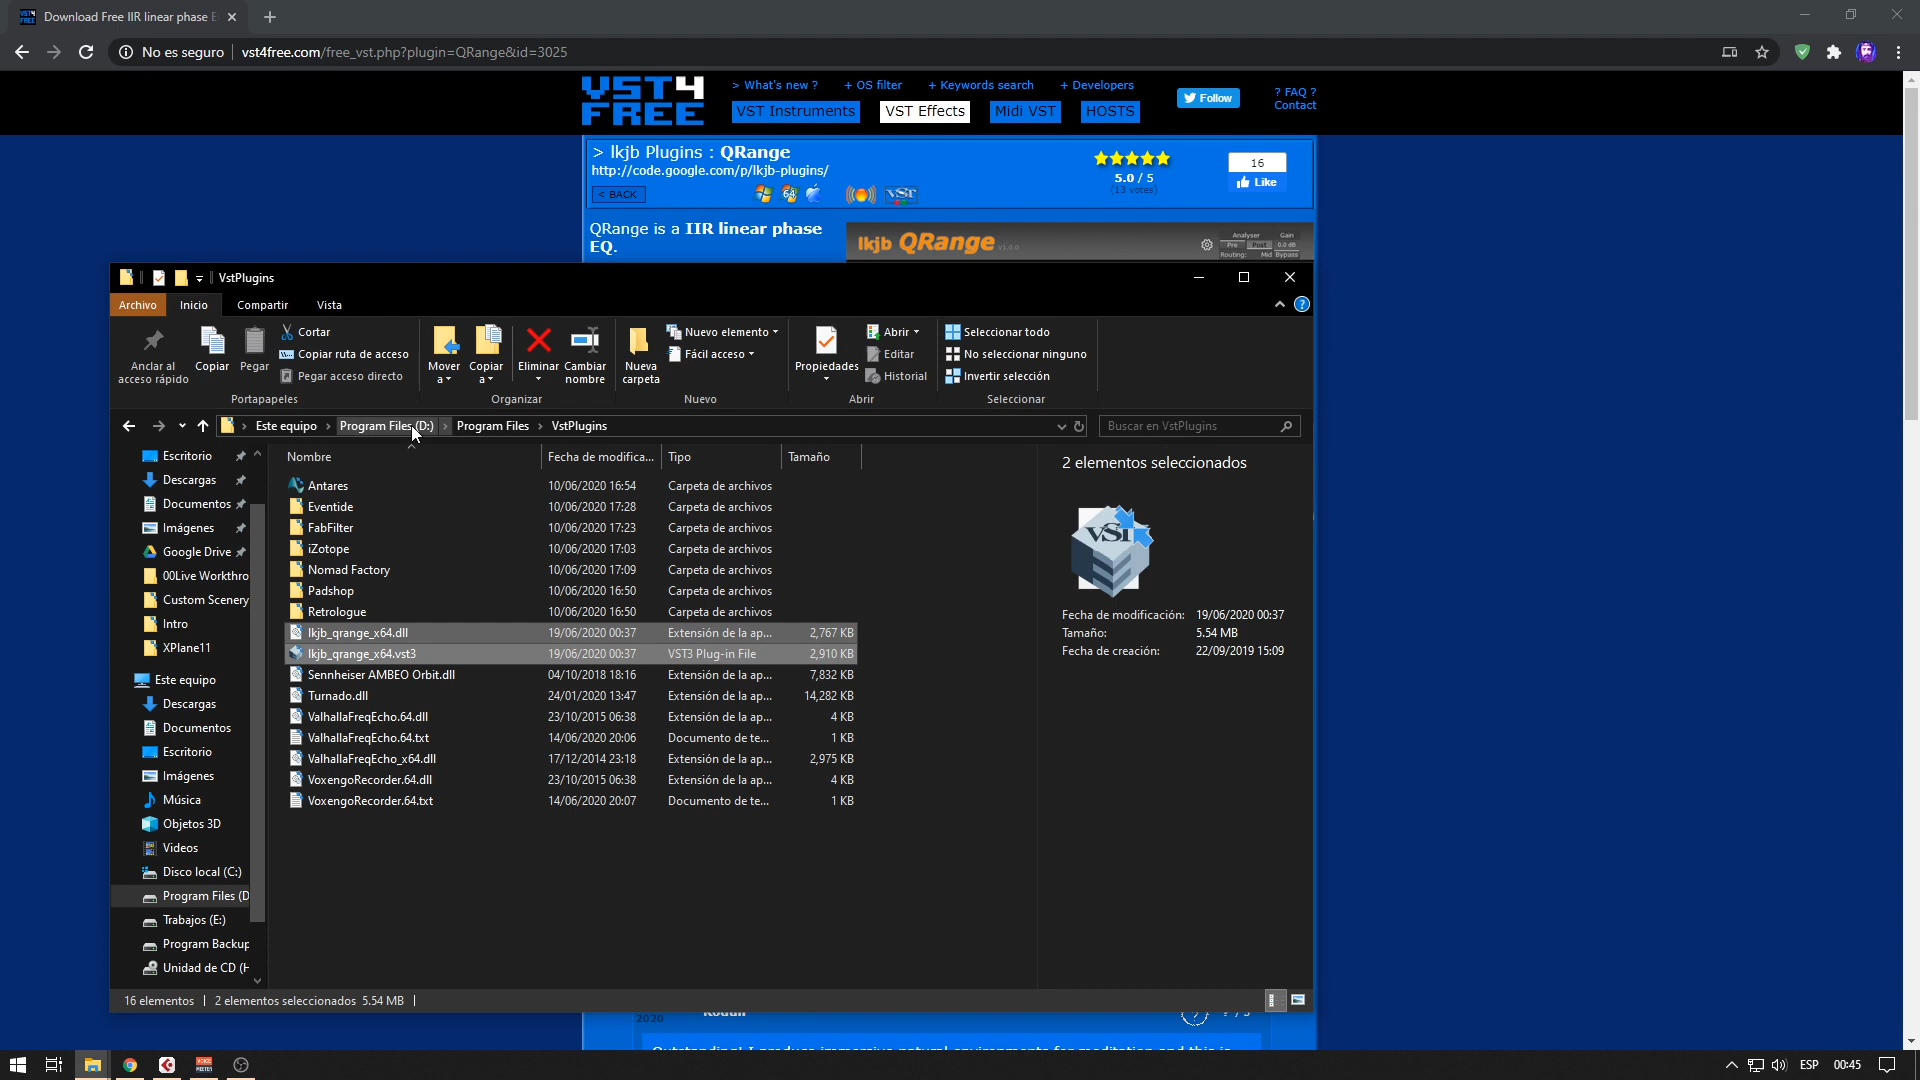 Download Free IIR linear phase E
No es seguro
vst4free.com/free_vst.php?plugin=QRange&id=3025
VST4
FREE
> What's new ?
+ OS filter
+ Keywords search
+ Developers
VST Instruments
VST Effects
Midi VST
HOSTS
Follow
? FAQ ?
Contact
> lkjb Plugins : QRange
http://code.google.com/p/lkjb-plugins/
< BACK
64
VST
5.0 / 5
(13 votes)
16
Like
QRange is a IIR linear phase
EQ.
lkjb QRange v1.0.0
Analyser Gain
Pre Post 0.0 dB
Routing: Mid Bypass
VstPlugins
Archivo
Inicio
Compartir
Vista
Anclar al
acceso rápido
Copiar
Pegar
Cortar
Copiar ruta de acceso
Pegar acceso directo
Portapapeles
Mover
a
Copiar
a
Eliminar
Cambiar
nombre
Organizar
Nueva
carpeta
Nuevo elemento
Fácil acceso
Nuevo
Propiedades
Abrir
Editar
Historial
Abrir
Seleccionar todo
No seleccionar ninguno
Invertir selección
Seleccionar
Este equipo > Program Files (D:) > Program Files > VstPlugins
Buscar en VstPlugins
Escritorio
Descargas
Documentos
Imágenes
Google Drive
00Live Workthro
Custom Scenery
Intro
XPlane11
Este equipo
Descargas
Documentos
Escritorio
Imágenes
Música
Objetos 3D
Videos
Disco local (C:)
Program Files (D
Trabajos (E:)
Program Backup
Unidad de CD (H
Nombre Fecha de modifica... Tipo Tamaño
Antares 10/06/2020 16:54 Carpeta de archivos
Eventide 10/06/2020 17:28 Carpeta de archivos
FabFilter 10/06/2020 17:23 Carpeta de archivos
iZotope 10/06/2020 17:03 Carpeta de archivos
Nomad Factory 10/06/2020 17:09 Carpeta de archivos
Padshop 10/06/2020 16:50 Carpeta de archivos
Retrologue 10/06/2020 16:50 Carpeta de archivos
lkjb_qrange_x64.dll 19/06/2020 00:37 Extensión de la ap... 2,767 KB
lkjb_qrange_x64.vst3 19/06/2020 00:37 VST3 Plug-in File 2,910 KB
Sennheiser AMBEO Orbit.dll 04/10/2018 18:16 Extensión de la ap... 7,832 KB
Turnado.dll 24/01/2020 13:47 Extensión de la ap... 14,282 KB
ValhallaFreqEcho.64.dll 23/10/2015 06:38 Extensión de la ap... 4 KB
ValhallaFreqEcho.64.txt 14/06/2020 20:06 Documento de te... 1 KB
ValhallaFreqEcho_x64.dll 17/12/2014 23:18 Extensión de la ap... 2,975 KB
VoxengoRecorder.64.dll 23/10/2015 06:38 Extensión de la ap... 4 KB
VoxengoRecorder.64.txt 14/06/2020 20:07 Documento de te... 1 KB
2 elementos seleccionados
VST
Fecha de modificación: 19/06/2020 00:37
Tamaño: 5.54 MB
Fecha de creación: 22/09/2019 15:09
16 elementos
2 elementos seleccionados 5.54 MB
2020
ESP
00:45